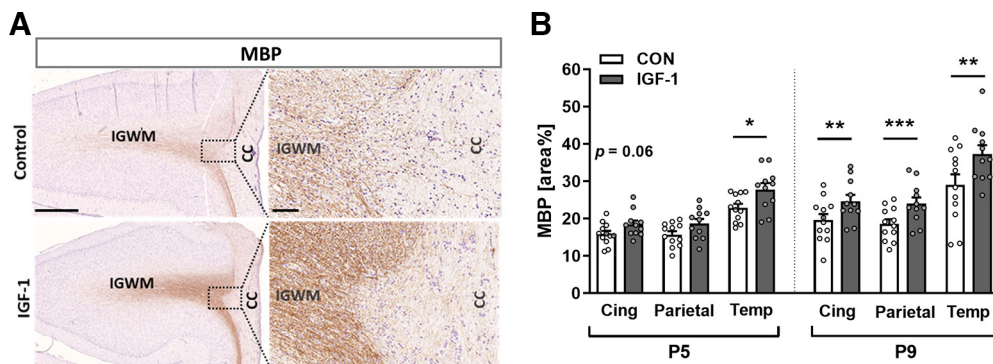 A
MBP
Control
IGWM
CC
IGWM
CC
IGF-1
IGWM
CC
IGWM
CC
B
CON
IGF-1
MBP [area%]
60
50
40
30
20
10
0
p = 0.06
*
**
***
**
Cing Parietal Temp Cing Parietal Temp
P5 P9